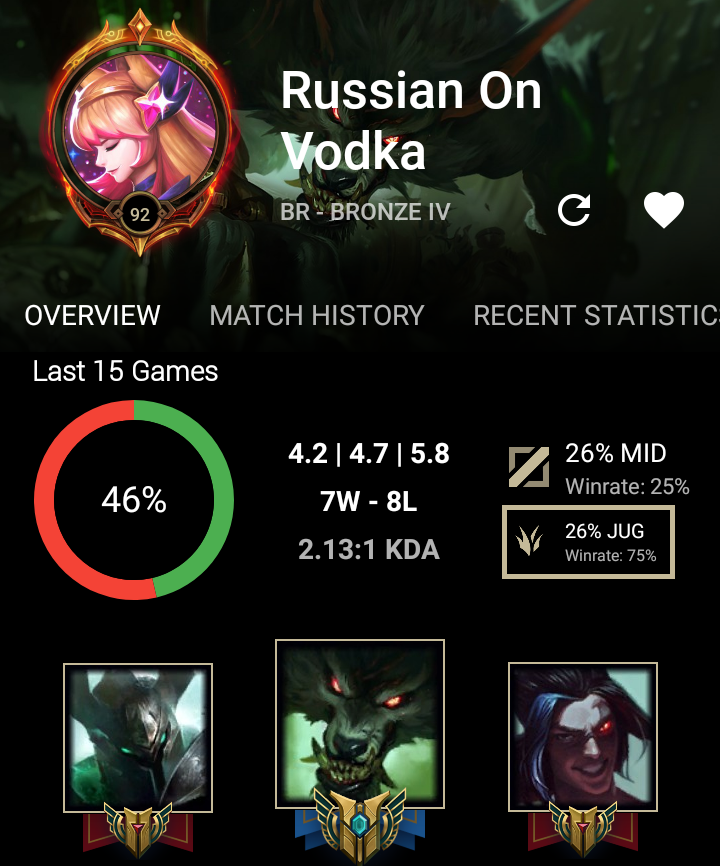 Russian On
Vodka
92
BR - BRONZE IV
OVERVIEW
MATCH HISTORY
RECENT STATISTICS
Last 15 Games
46%
4.2 | 4.7 | 5.8
7W - 8L
2.13:1 KDA
26% MID
Winrate: 25%
26% JUG
Winrate: 75%